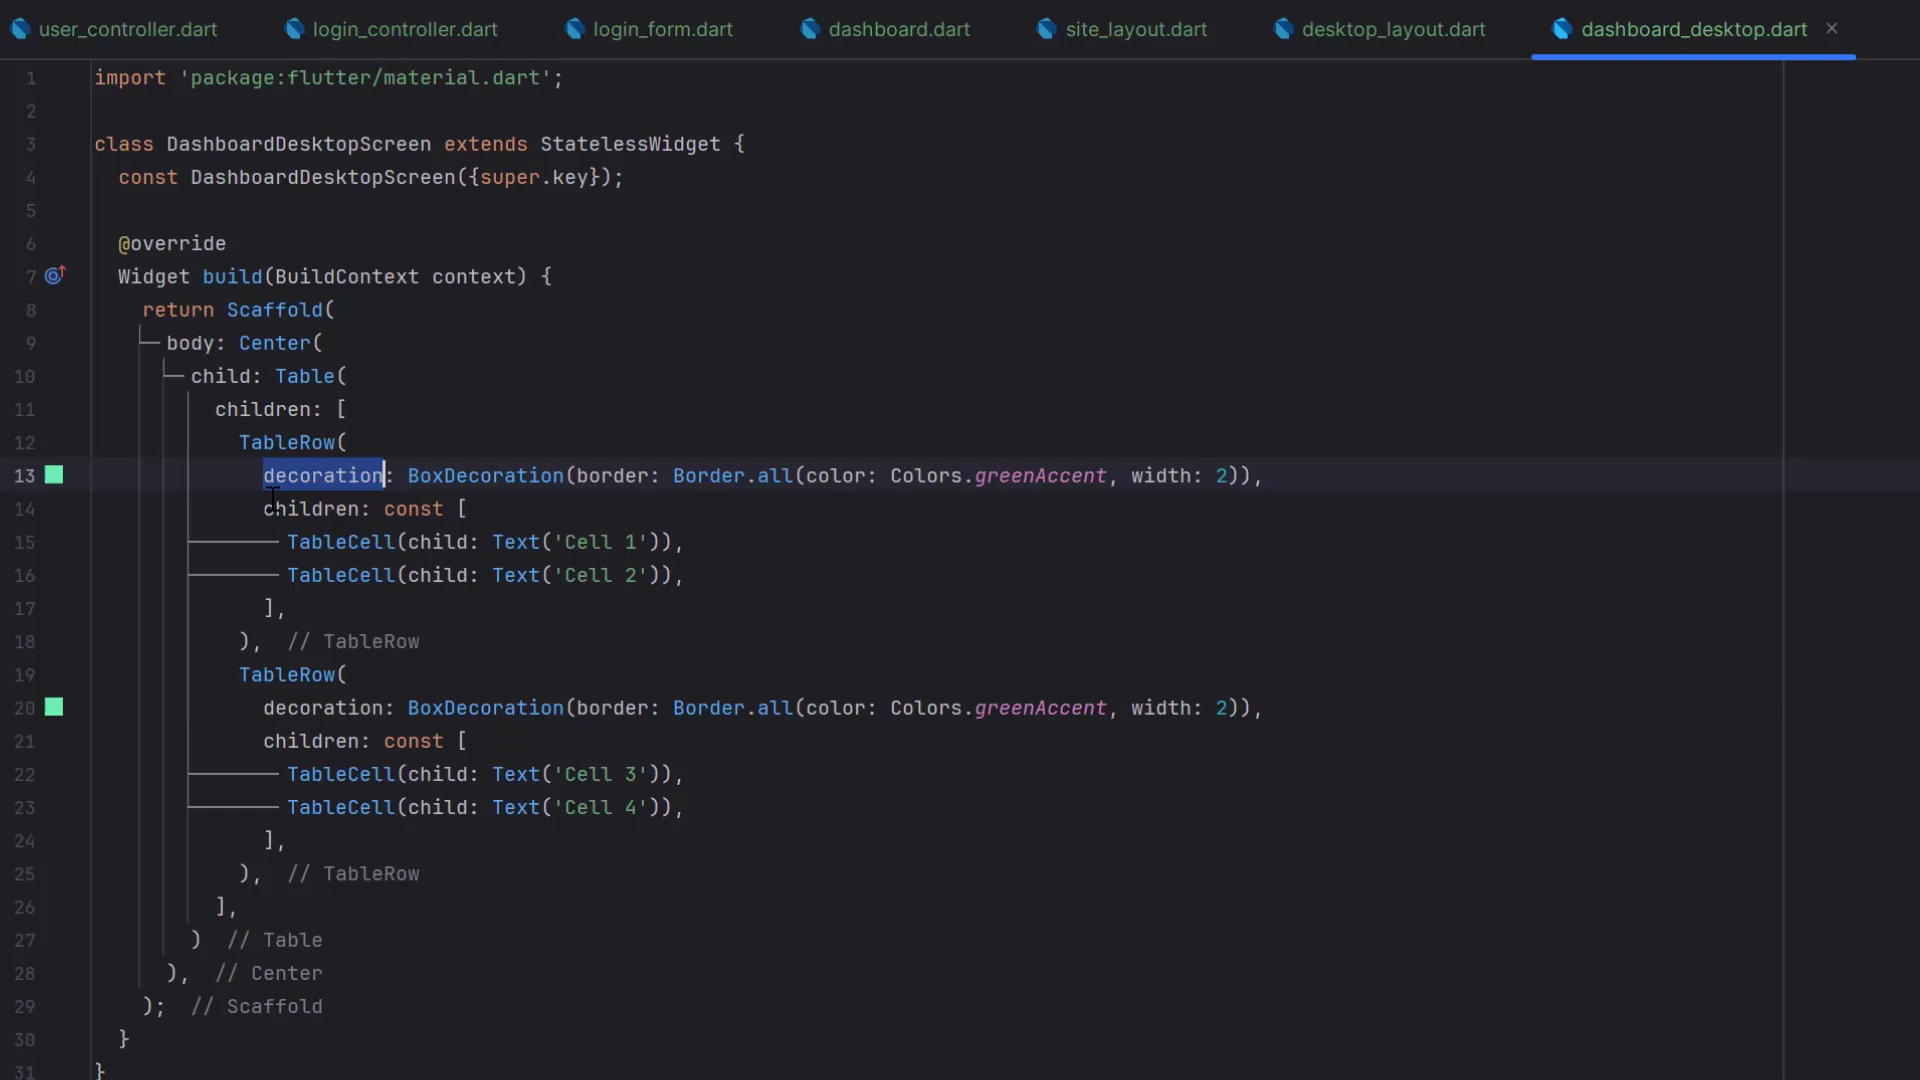 user_controller.dart login_controller.dart login_form.dart dashboard.dart site_layout.dart desktop_layout.dart dashboard_desktop.dart
1 import 'package:flutter/material.dart';
2
3 class DashboardDesktopScreen extends StatelessWidget {
4 const DashboardDesktopScreen({super.key});
5
6 @override
7 Widget build(BuildContext context) {
8 return Scaffold(
9 body: Center(
10 child: Table(
11 children: [
12 TableRow(
13 decoration: BoxDecoration(border: Border.all(color: Colors.greenAccent, width: 2)),
14 children: const [
15 TableCell(child: Text('Cell 1')),
16 TableCell(child: Text('Cell 2')),
17 ],
18 ), // TableRow
19 TableRow(
20 decoration: BoxDecoration(border: Border.all(color: Colors.greenAccent, width: 2)),
21 children: const [
22 TableCell(child: Text('Cell 3')),
23 TableCell(child: Text('Cell 4')),
24 ],
25 ), // TableRow
26 ],
27 ) // Table
28 ), // Center
29 ); // Scaffold
30 }
31 }